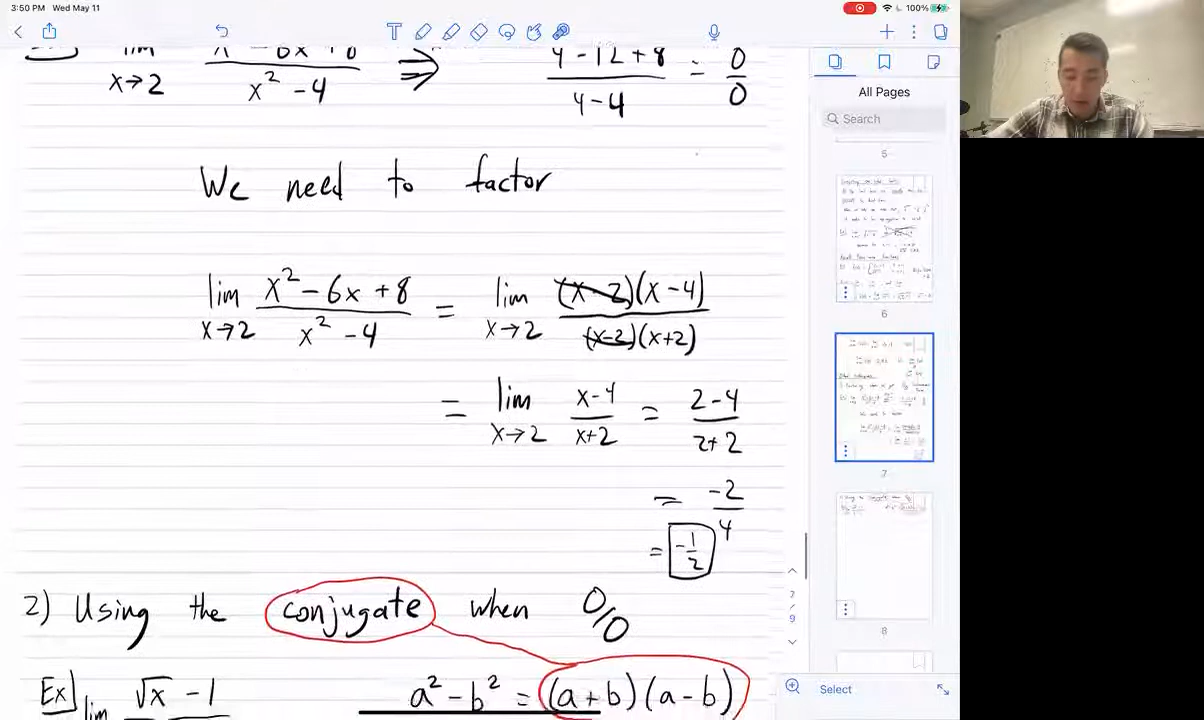 3:50 PM Wed May 11
100%
lim x→2 x² - 6x + 8 / x² - 4 ⇒ 4 - 12 + 8 / 4 - 4 = 0/0
We need to factor
lim x→2 x² - 6x + 8 / x² - 4 = lim x→2 (x-2)(x-4) / (x-2)(x+2)
= lim x→2 x-4 / x+2 = 2-4 / 2+2
= -2/4
= -1/2
2) Using the conjugate when 0/0
Ex] lim √x - 1
a² - b² = (a+b)(a-b)
All Pages
Search
5
6
7
8
2 / 9
Select